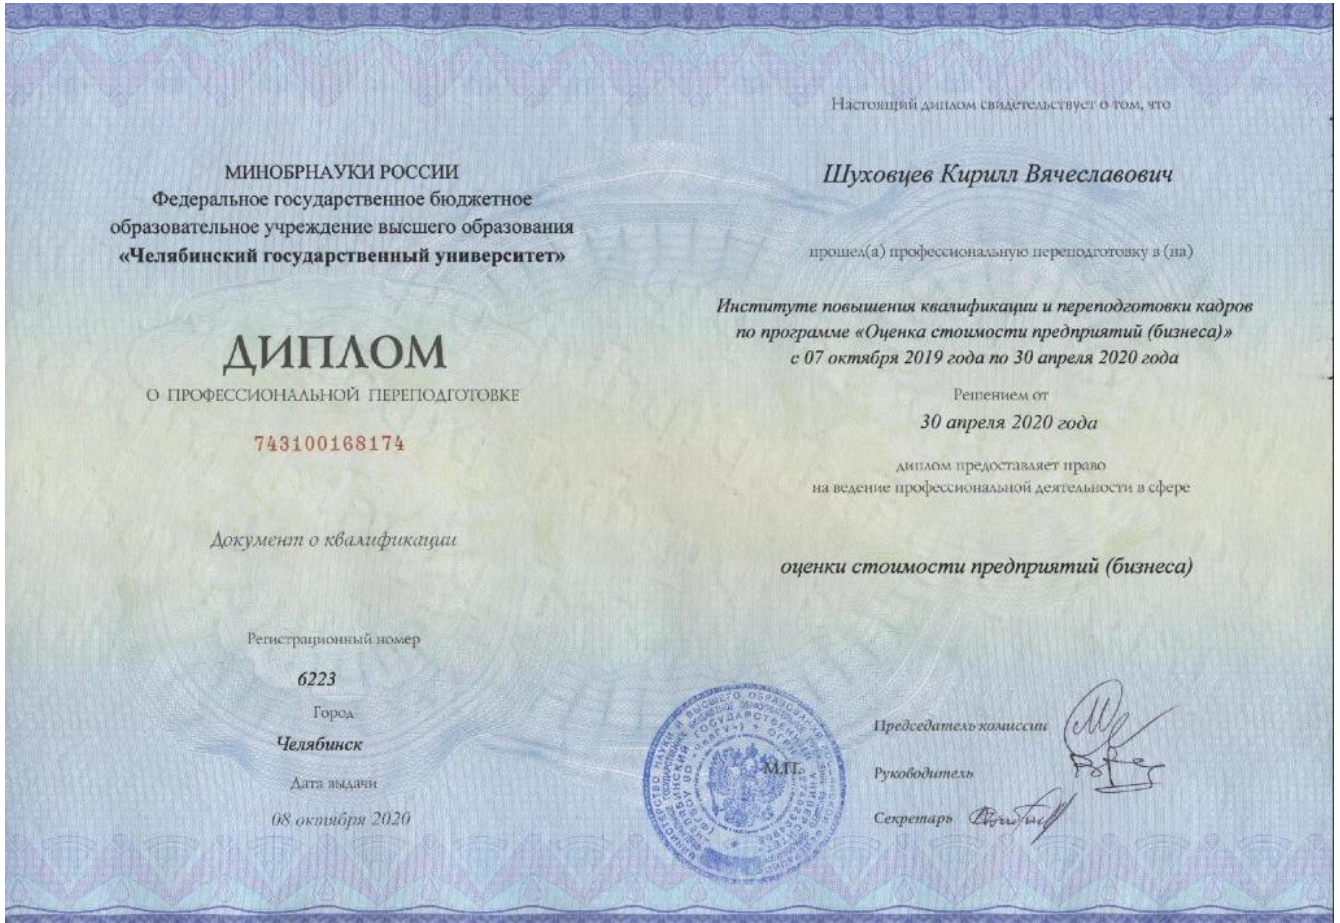 МИНОБРНАУКИ РОССИИ
Федеральное государственное бюджетное
образовательное учреждение высшего образования
«Челябинский государственный университет»
ДИПЛОМ
О ПРОФЕССИОНАЛЬНОЙ ПЕРЕПОДГОТОВКЕ
743100168174
Документ о квалификации
Регистрационный номер
6223
Город
Челябинск
Дата выдачи
08 октября 2020
Настоящий диплом свидетельствует о том, что
Шуховцев Кирилл Вячеславович
прошел(а) профессиональную переподготовку в (на)
Институте повышения квалификации и переподготовки кадров
по программе «Оценка стоимости предприятий (бизнеса)»
с 07 октября 2019 года по 30 апреля 2020 года
Решением от
30 апреля 2020 года
диплом предоставляет право
на ведение профессиональной деятельности в сфере
оценки стоимости предприятий (бизнеса)
Председатель комиссии
М.П.
Руководитель
Секретарь